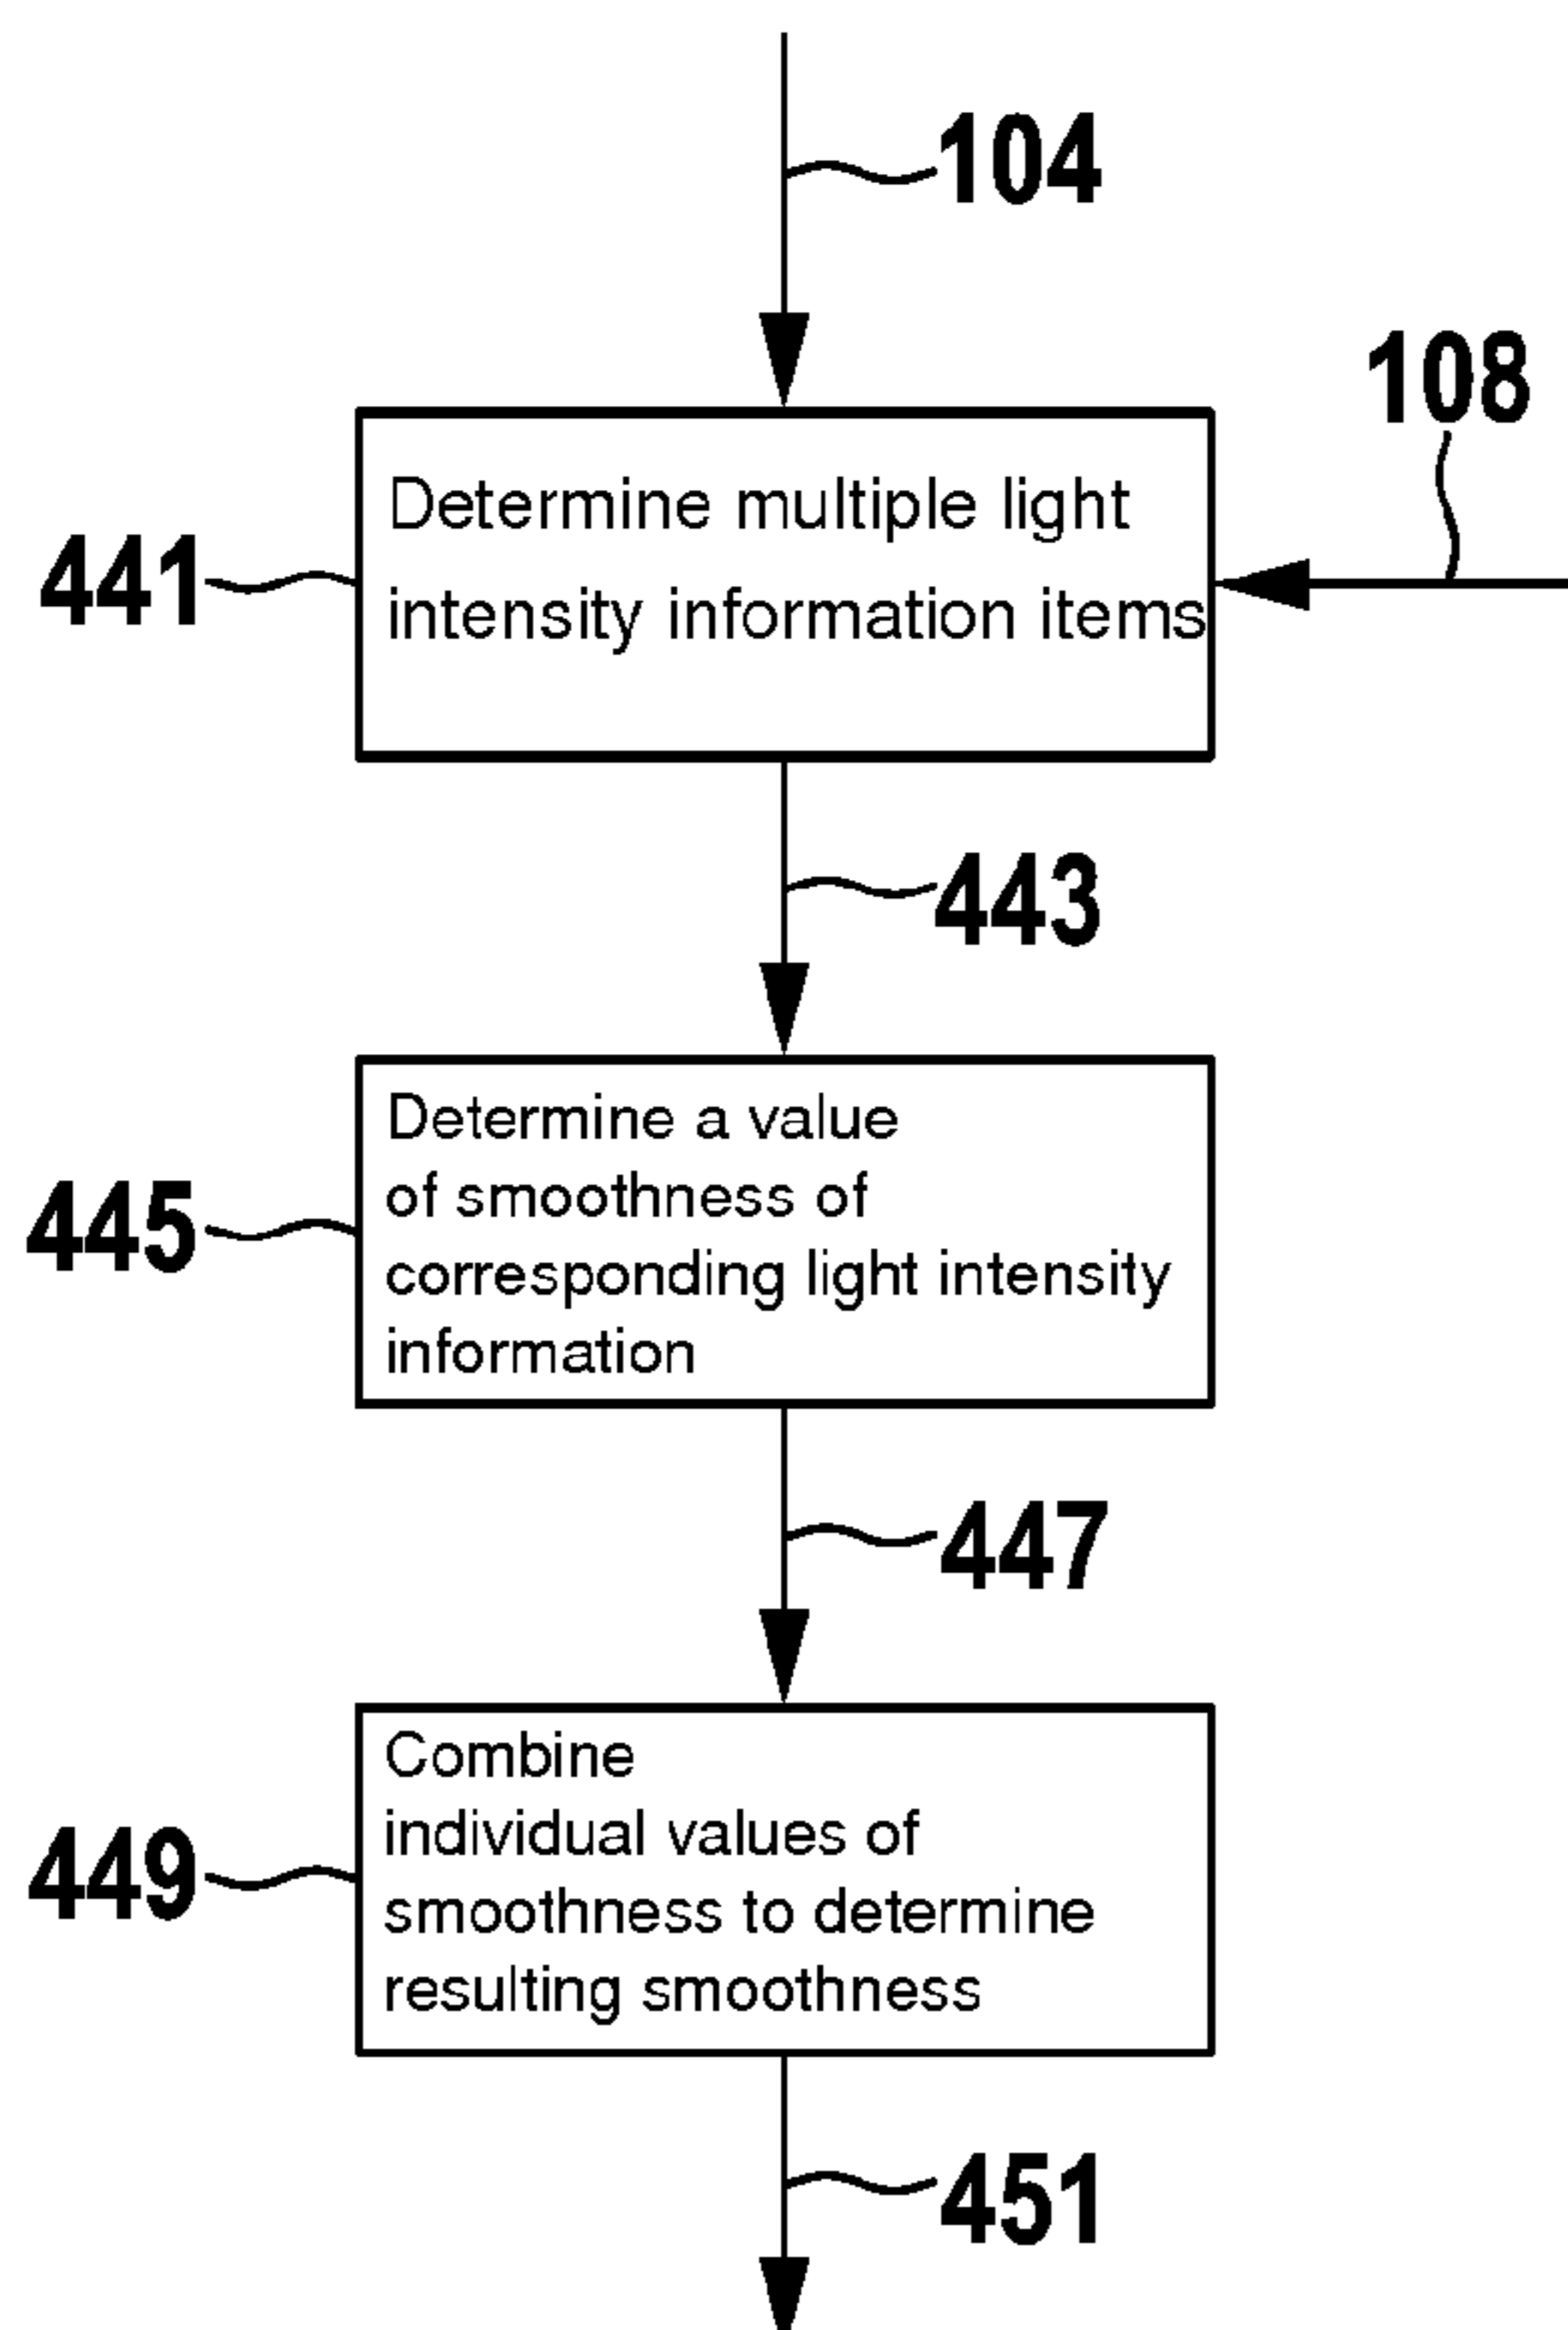 104
108
441
Determine multiple light
intensity information items
443
445
Determine a value
of smoothness of
corresponding light intensity
information
447
449
Combine
individual values of
smoothness to determine
resulting smoothness
451